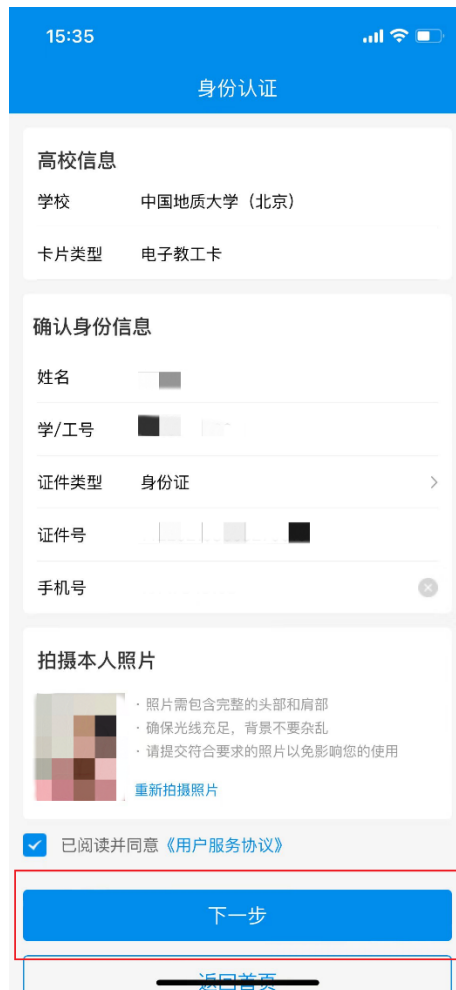 15:35
身份认证
高校信息
学校 中国地质大学（北京）
卡片类型 电子教工卡
确认身份信息
姓名
学/工号
证件类型 身份证
证件号
手机号
拍摄本人照片
· 照片需包含完整的头部和肩部
· 确保光线充足，背景不要杂乱
· 请提交符合要求的照片以免影响您的使用
重新拍摄照片
已阅读并同意《用户服务协议》
下一步
返回首页